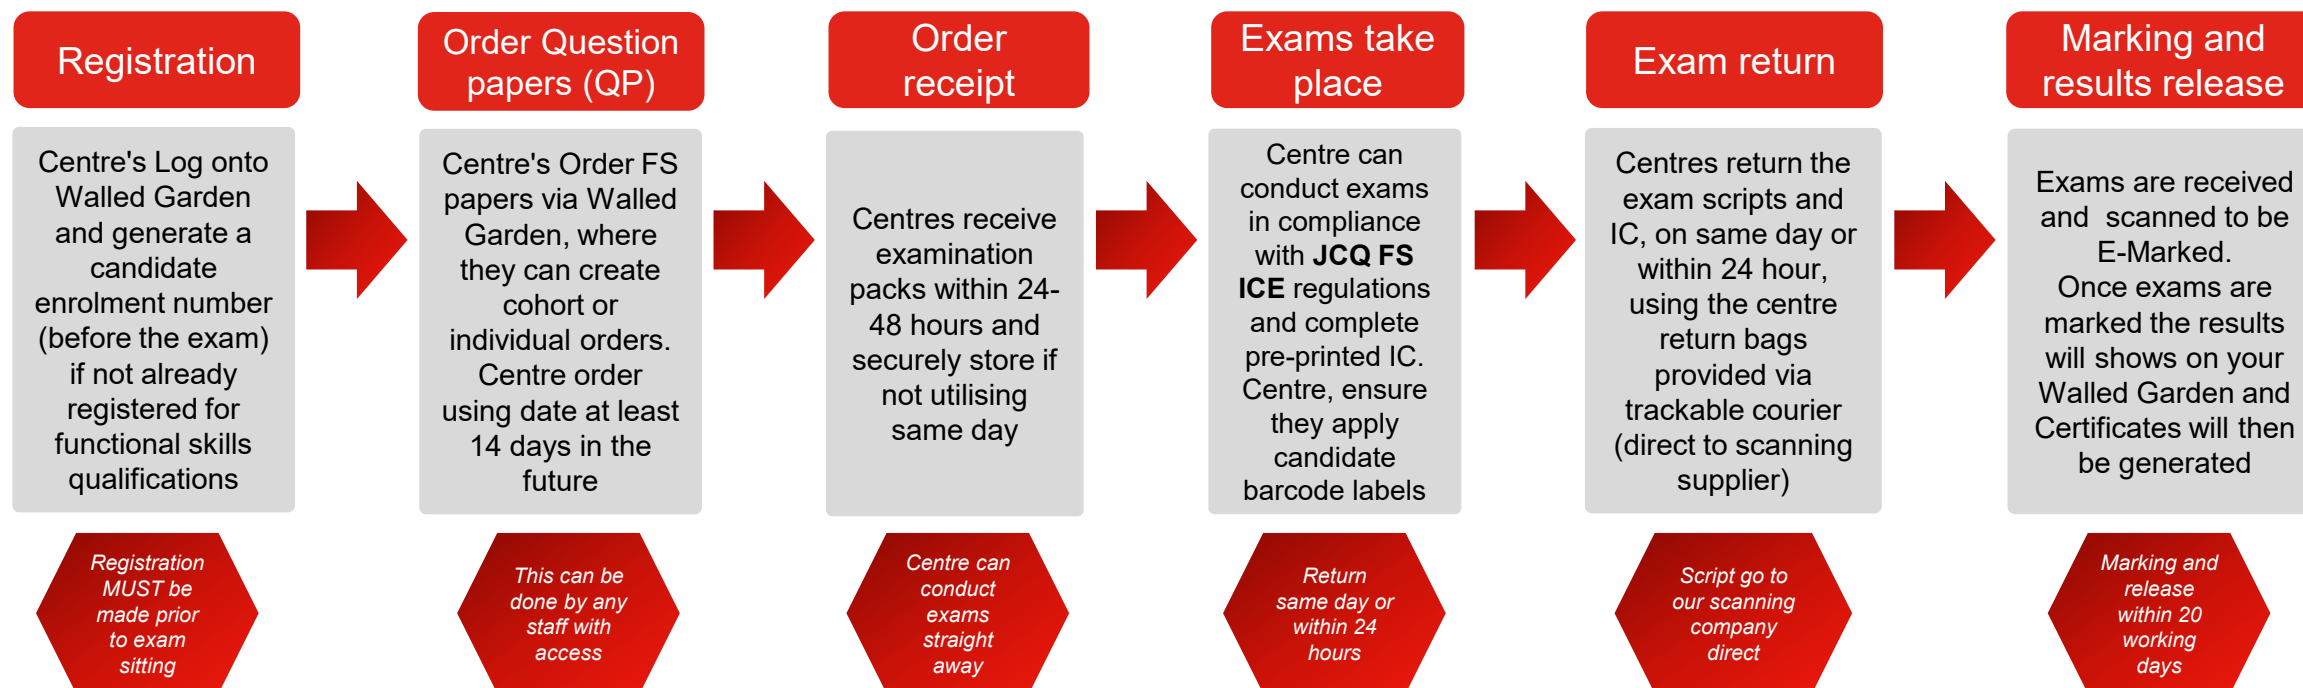 Registration
Centre's Log onto
Walled Garden
and generate a
candidate
enrolment number
(before the exam)
if not already
registered for
functional skills
qualifications
Registration
MUST be
made prior
to exam
sitting
Order Question
papers (QP)
Centre's Order FS
papers via Walled
Garden, where
they can create
cohort or
individual orders.
Centre order
using date at least
14 days in the
future
This can be
done by any
staff with
access
Order
receipt
Centres receive
examination
packs within 24-
48 hours and
securely store if
not utilising
same day
Centre can
conduct
exams
straight
away
Exams take
place
Centre can
conduct exams
in compliance
with JCQ FS
ICE regulations
and complete
pre-printed IC.
Centre, ensure
they apply
candidate
barcode labels
Return
same day or
within 24
hours
Exam return
Centres return the
exam scripts and
IC, on same day or
within 24 hour,
using the centre
return bags
provided via
trackable courier
(direct to scanning
supplier)
Script go to
our scanning
company
direct
Marking and
results release
Exams are received
and  scanned to be
E-Marked.
Once exams are
marked the results
will shows on your
Walled Garden and
Certificates will then
be generated
Marking and
release
within 20
working
days